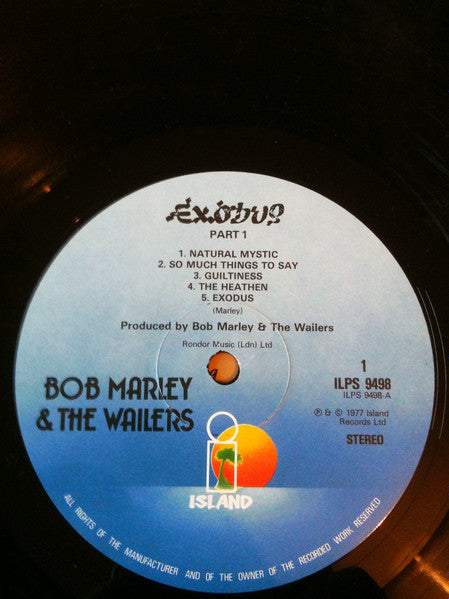 Exodus
PART 1
1. NATURAL MYSTIC
2. SO MUCH THINGS TO SAY
3. GUILTINESS
4. THE HEATHEN
5. EXODUS
(Marley)
Produced by Bob Marley & The Wailers
Rondor Music (Ldn) Ltd
BOB MARLEY
& THE WAILERS
1
ILPS 9498
ILPS 9498-A
℗ & © 1977 Island
Records Ltd
STEREO
i
ISLAND
ALL RIGHTS OF THE MANUFACTURER AND OF THE OWNER OF THE RECORDED WORK RESERVED